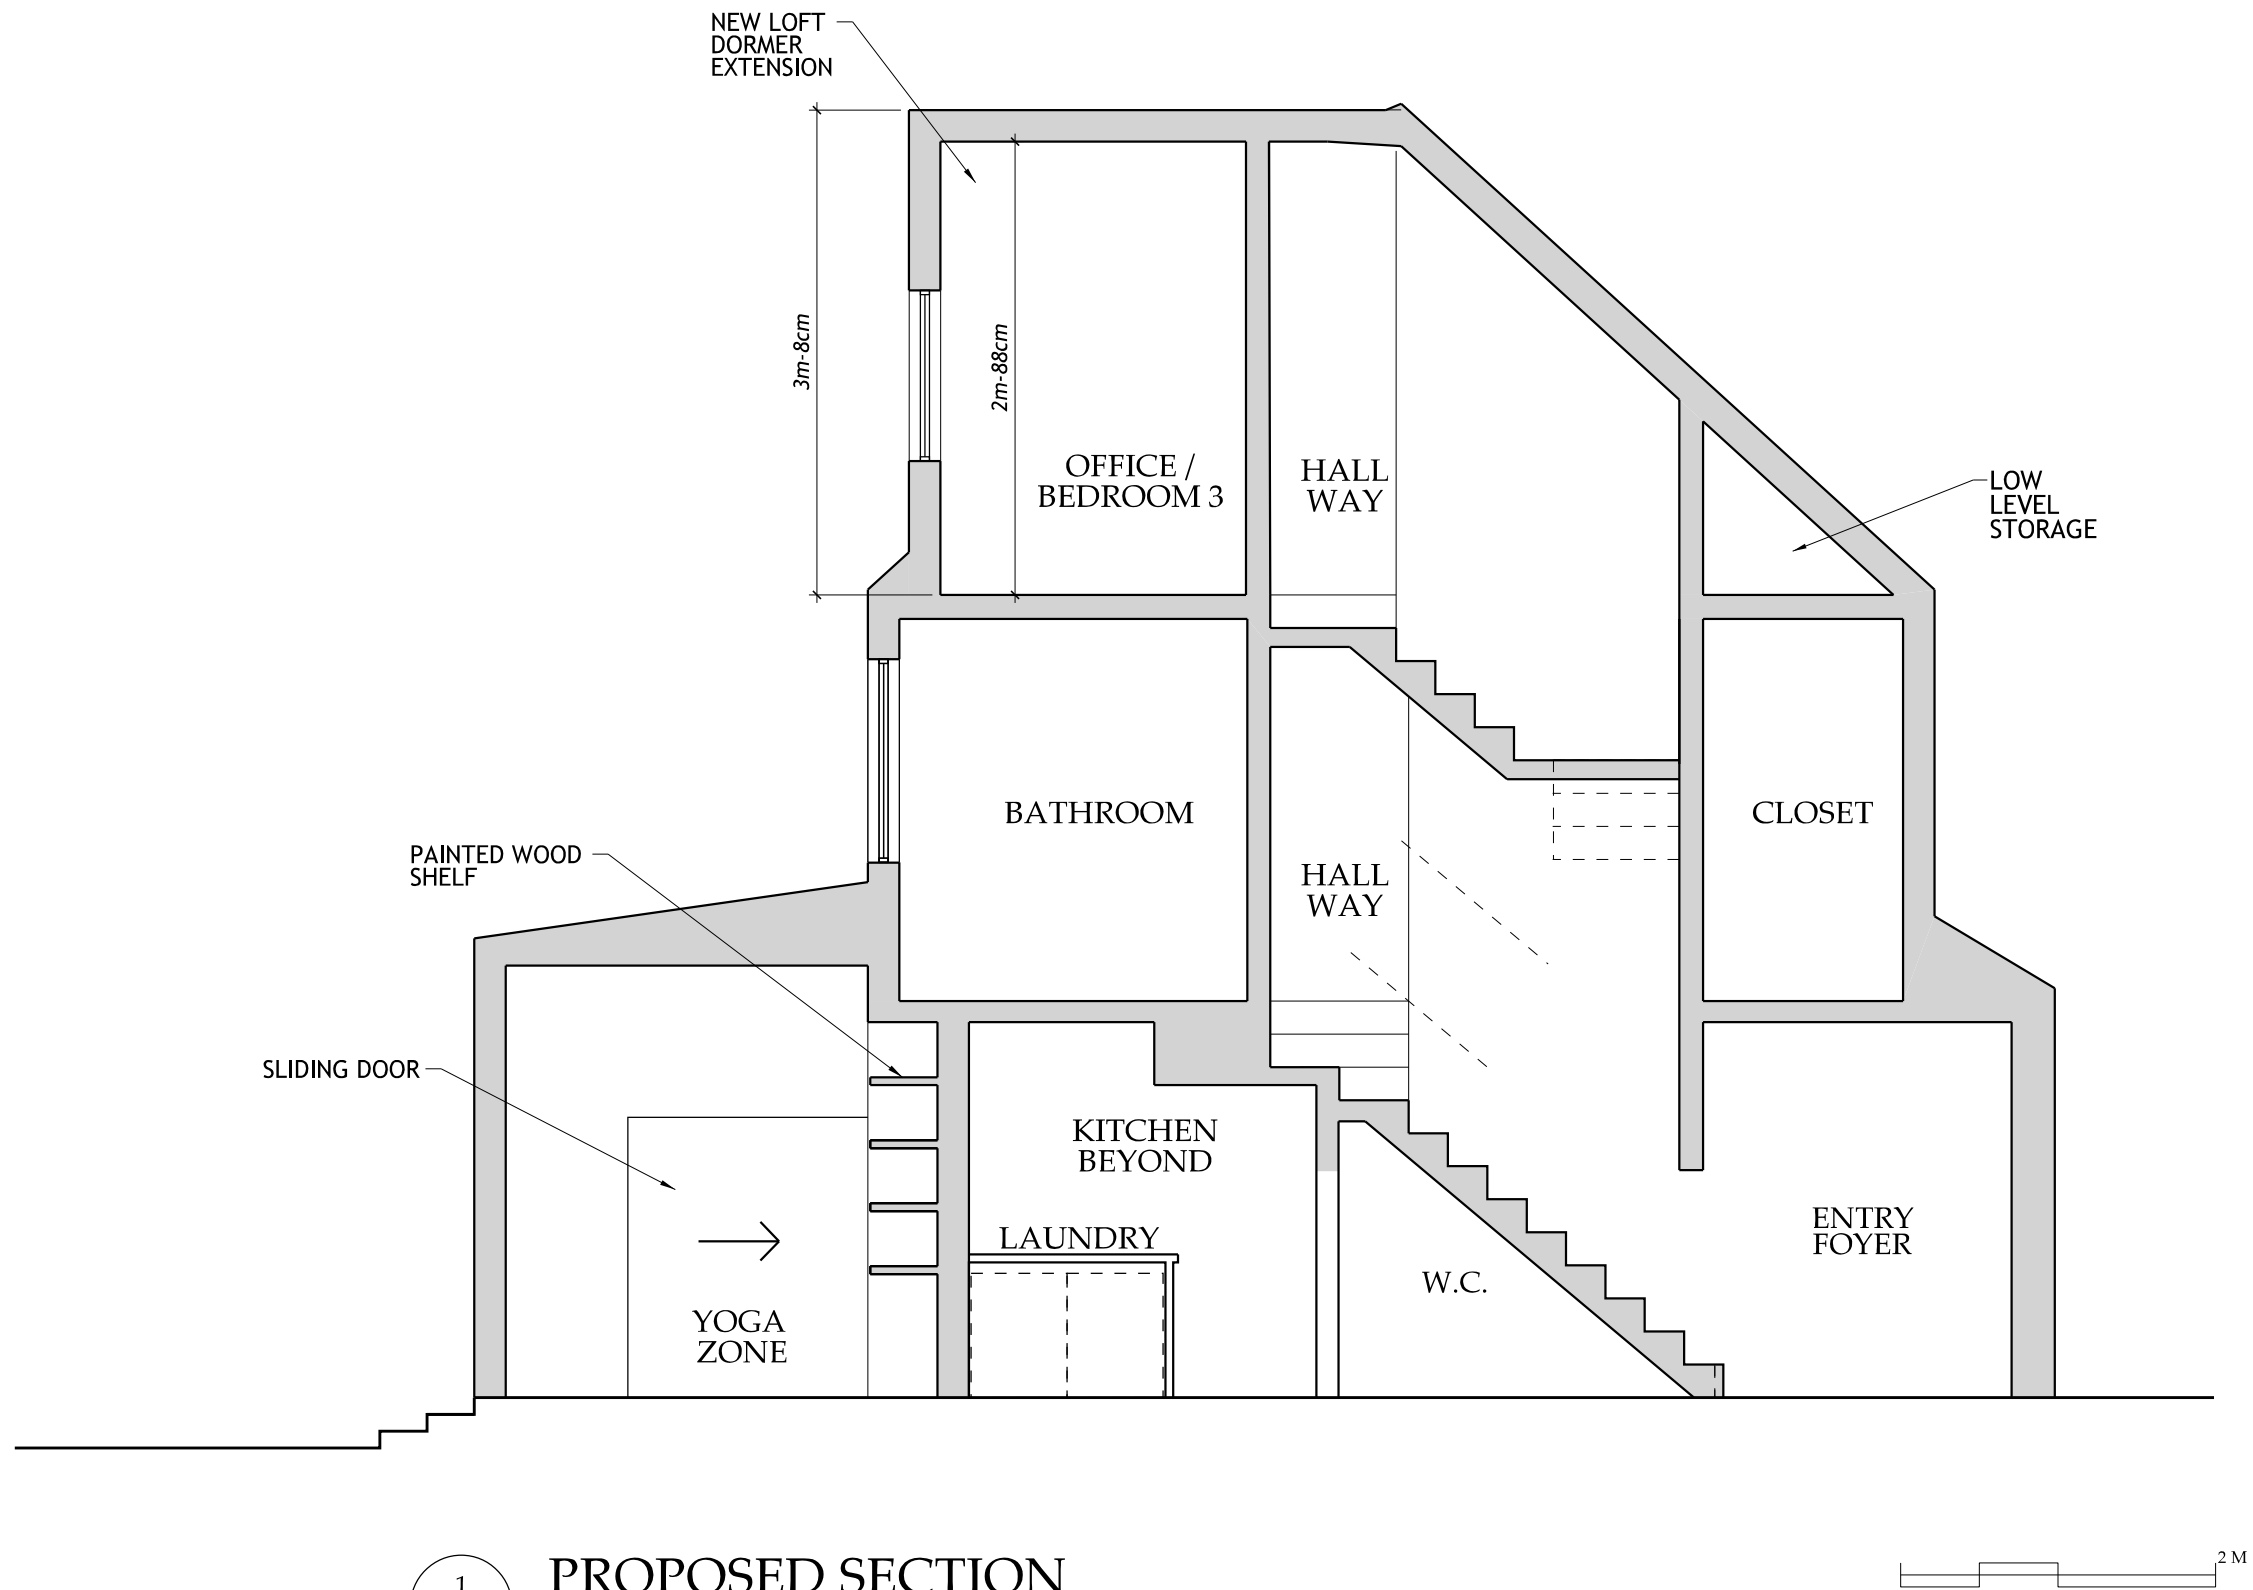 NEW LOFT
DORMER
EXTENSION
3m-8cm
2m-88cm
OFFICE /
BEDROOM 3
HALL
WAY
LOW
LEVEL
STORAGE
BATHROOM
CLOSET
PAINTED WOOD
SHELF
HALL
WAY
SLIDING DOOR
KITCHEN
BEYOND
LAUNDRY
ENTRY
FOYER
W.C.
YOGA
ZONE
1
PROPOSED SECTION
2 M